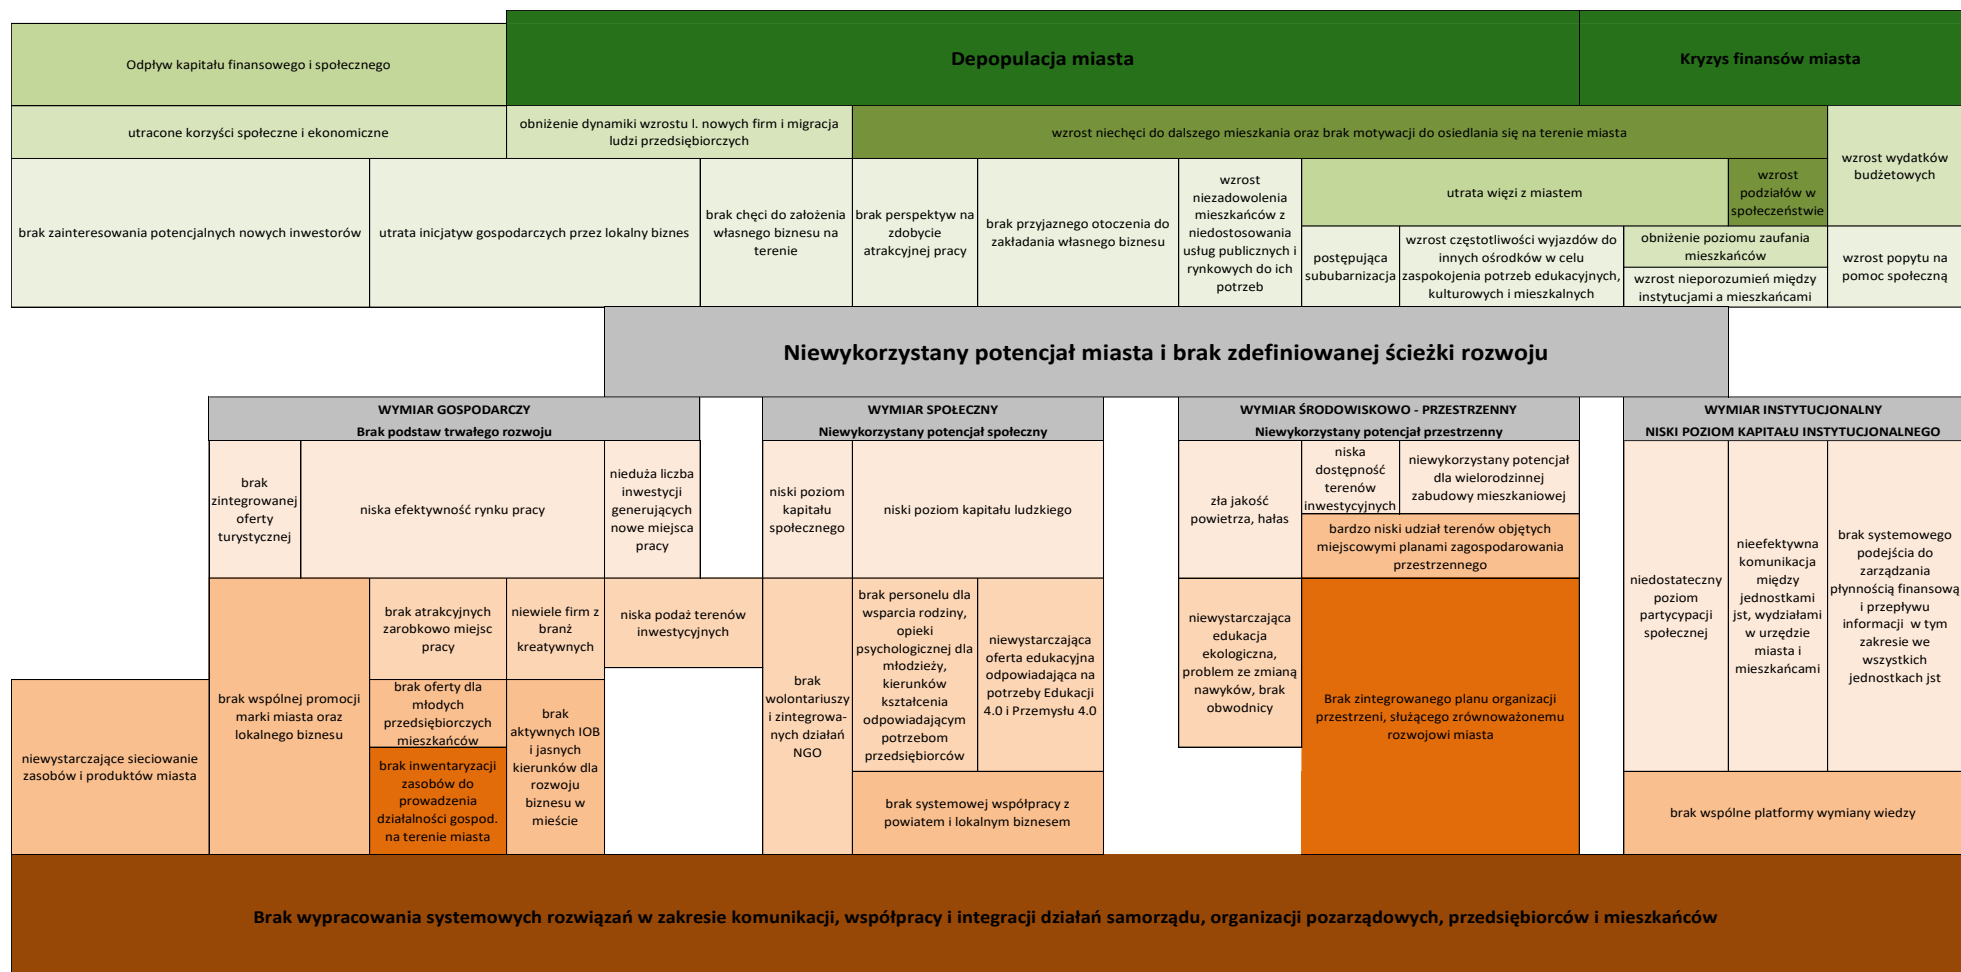 Odpływ kapitału finansowego i społecznego
Depopulacja miasta
Kryzys finansów miasta
utracone korzyści społeczne i ekonomiczne
obniżenie dynamiki wzrostu l. nowych firm i migracja
ludzi przedsiębiorczych
wzrost niechęci do dalszego mieszkania oraz brak motywacji do osiedlania się na terenie miasta
wzrost wydatków
budżetowych
brak zainteresowania potencjalnych nowych inwestorów
utrata inicjatyw gospodarczych przez lokalny biznes
brak chęci do założenia
własnego biznesu na
terenie
brak perspektyw na
zdobycie
atrakcyjnej pracy
brak przyjaznego otoczenia do
zakładania własnego biznesu
wzrost
niezadowolenia
mieszkańców z
niedostosowania
usług publicznych i
rynkowych do ich
potrzeb
utrata więzi z miastem
wzrost
podziałów w
społeczeństwie
postępująca
sububarnizacja
wzrost częstotliwości wyjazdów do
innych ośrodków w celu
zaspokojenia potrzeb edukacyjnych,
kulturowych i mieszkalnych
obniżenie poziomu zaufania
mieszkańców
wzrost nieporozumień między
instytucjami a mieszkańcami
wzrost popytu na
pomoc społeczną
Niewykorzystany potencjał miasta i brak zdefiniowanej ścieżki rozwoju
WYMIAR GOSPODARCZY
Brak podstaw trwałego rozwoju
WYMIAR SPOŁECZNY
Niewykorzystany potencjał społeczny
WYMIAR ŚRODOWISKOWO - PRZESTRZENNY
Niewykorzystany potencjał przestrzenny
WYMIAR INSTYTUCJONALNY
NISKI POZIOM KAPITAŁU INSTYTUCJONALNEGO
brak
zintegrowanej
oferty
turystycznej
niska efektywność rynku pracy
nieduża liczba
inwestycji
generujących
nowe miejsca
pracy
niski poziom
kapitału
społecznego
niski poziom kapitału ludzkiego
zła jakość
powietrza, hałas
niska
dostępność
terenów
inwestycyjnych
niewykorzystany potencjał
dla wielorodzinnej
zabudowy mieszkaniowej
bardzo niski udział terenów objętych
miejscowymi planami zagospodarowania
przestrzennego
niedostateczny
poziom
partycypacji
społecznej
nieefektywna
komunikacja
między
jednostkami
jst, wydziałami
w urzędzie
miasta i
mieszkańcami
brak systemowego
podejścia do
zarządzania
płynnością finansową
i przepływu
informacji w tym
zakresie we
wszystkich
jednostkach jst
brak wspólnej promocji
marki miasta oraz
lokalnego biznesu
brak atrakcyjnych
zarobkowo miejsc
pracy
niewiele firm z
branż
kreatywnych
niska podaż terenów
inwestycyjnych
brak
wolontariuszy
i zintegrowa-
nych działań
NGO
brak personelu dla
wsparcia rodziny,
opieki
psychologicznej dla
młodzieży,
kierunków
kształcenia
odpowiadającym
potrzebom
przedsiębiorców
niewystarczająca
oferta edukacyjna
odpowiadająca na
potrzeby Edukacji
4.0 i Przemysłu 4.0
niewystarczająca
edukacja
ekologiczna,
problem ze zmianą
nawyków, brak
obwodnicy
Brak zintegrowanego planu organizacji
przestrzeni, służącego zrównoważonemu
rozwojowi miasta
niewystarczające sieciowanie
zasobów i produktów miasta
brak oferty dla
młodych
przedsiębiorczych
mieszkańców
brak
aktywnych IOB
i jasnych
kierunków dla
rozwoju
biznesu w
mieście
brak inwentaryzacji
zasobów do
prowadzenia
działalności gospod.
na terenie miasta
brak systemowej współpracy z
powiatem i lokalnym biznesem
brak wspólne platformy wymiany wiedzy
Brak wypracowania systemowych rozwiązań w zakresie komunikacji, współpracy i integracji działań samorządu, organizacji pozarządowych, przedsiębiorców i mieszkańców